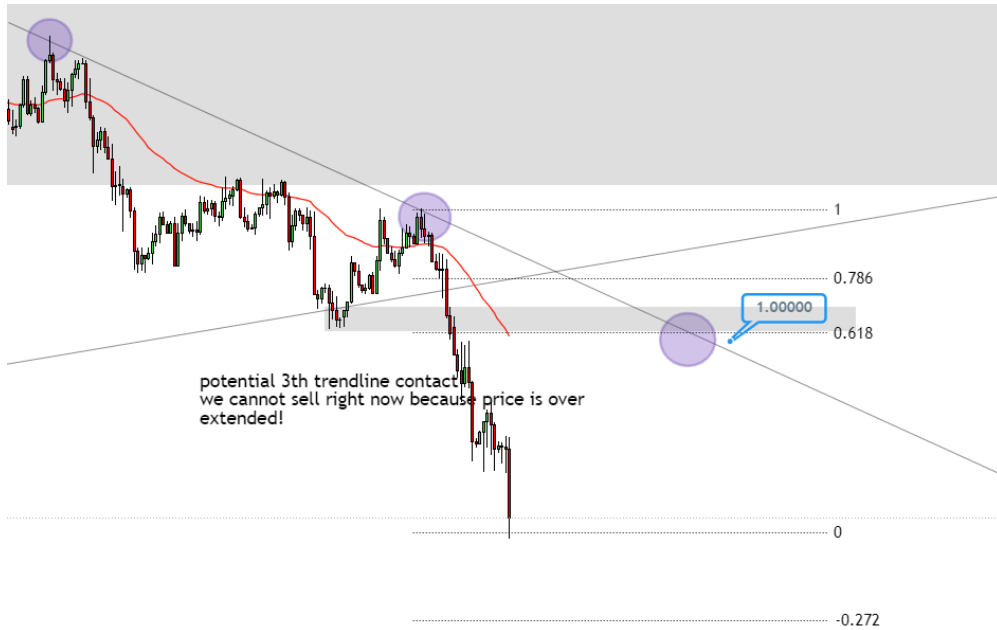 1
0.786
1.00000
0.618
potential 3th trendline contact
we cannot sell right now because price is over
extended!
0
-0.272